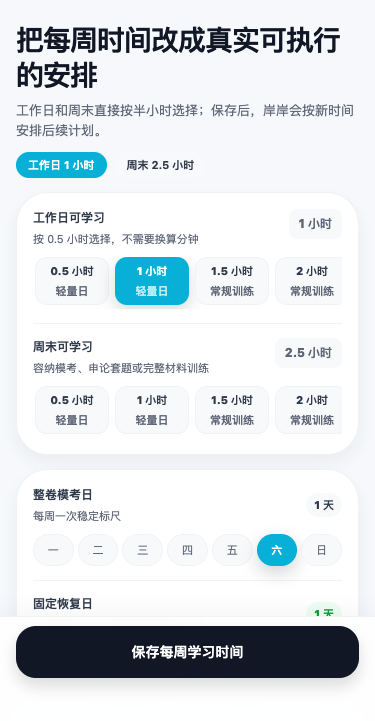 把每周时间改成真实可执行
的安排
工作日和周末直接按半小时选择；保存后，岸岸会按新时间
安排后续计划。
工作日 1 小时 周末 2.5 小时
工作日可学习 1 小时
按 0.5 小时选择，不需要换算分钟
0.5 小时 1 小时 1.5 小时 2 小时
轻量日 轻量日 常规训练 常规训练
周末可学习 2.5 小时
容纳模考、申论套题或完整材料训练
0.5 小时 1 小时 1.5 小时 2 小时
轻量日 轻量日 常规训练 常规训练
整卷模考日 1 天
每周一次稳定标尺
一 二 三 四 五 六 日
固定恢复日 1 天
保存每周学习时间